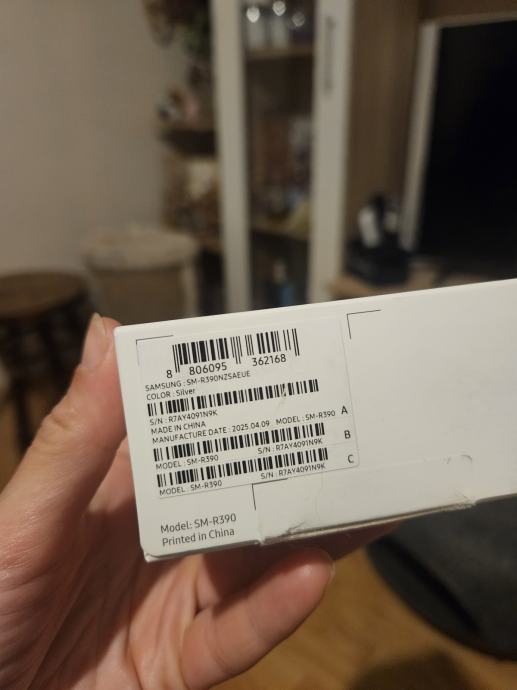 8 806095 362168
SAMSUNG : SM-R390NZSAEUE
COLOR : Silver
S/N : R7AY4091N9K
MADE IN CHINA
MANUFACTURE DATE : 2025.04.09 MODEL : SM-R390 A
MODEL : SM-R390 S/N : R7AY4091N9K B
MODEL : SM-R390 S/N : R7AY4091N9K C
Model: SM-R390
Printed in China